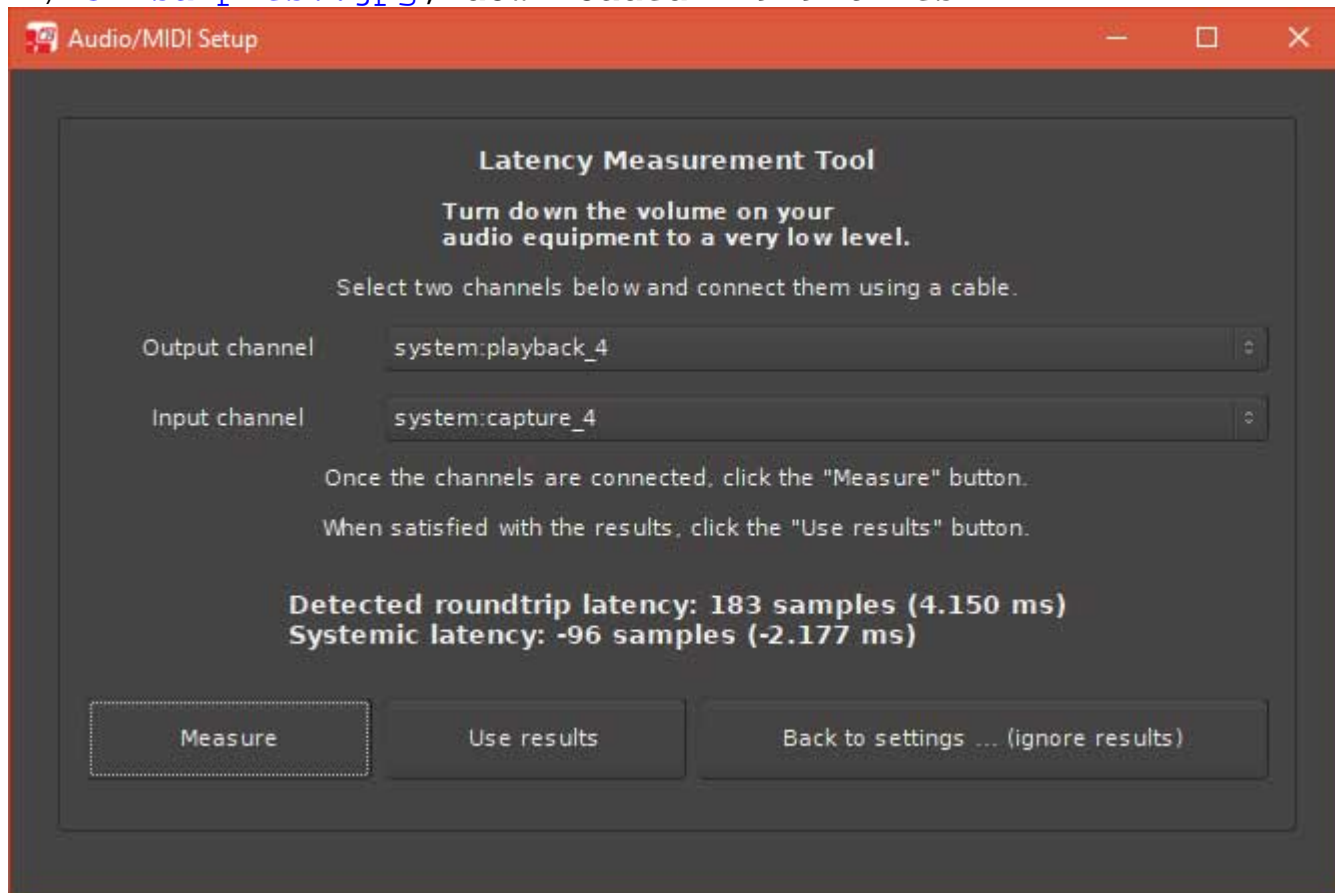 Audio/MIDI Setup
Latency Measurement Tool
Turn down the volume on your
audio equipment to a very low level.
Select two channels below and connect them using a cable.
Output channel system:playback_4
Input channel system:capture_4
Once the channels are connected, click the "Measure" button.
When satisfied with the results, click the "Use results" button.
Detected roundtrip latency: 183 samples (4.150 ms)
Systemic latency: -96 samples (-2.177 ms)
Measure Use results Back to settings ... (ignore results)